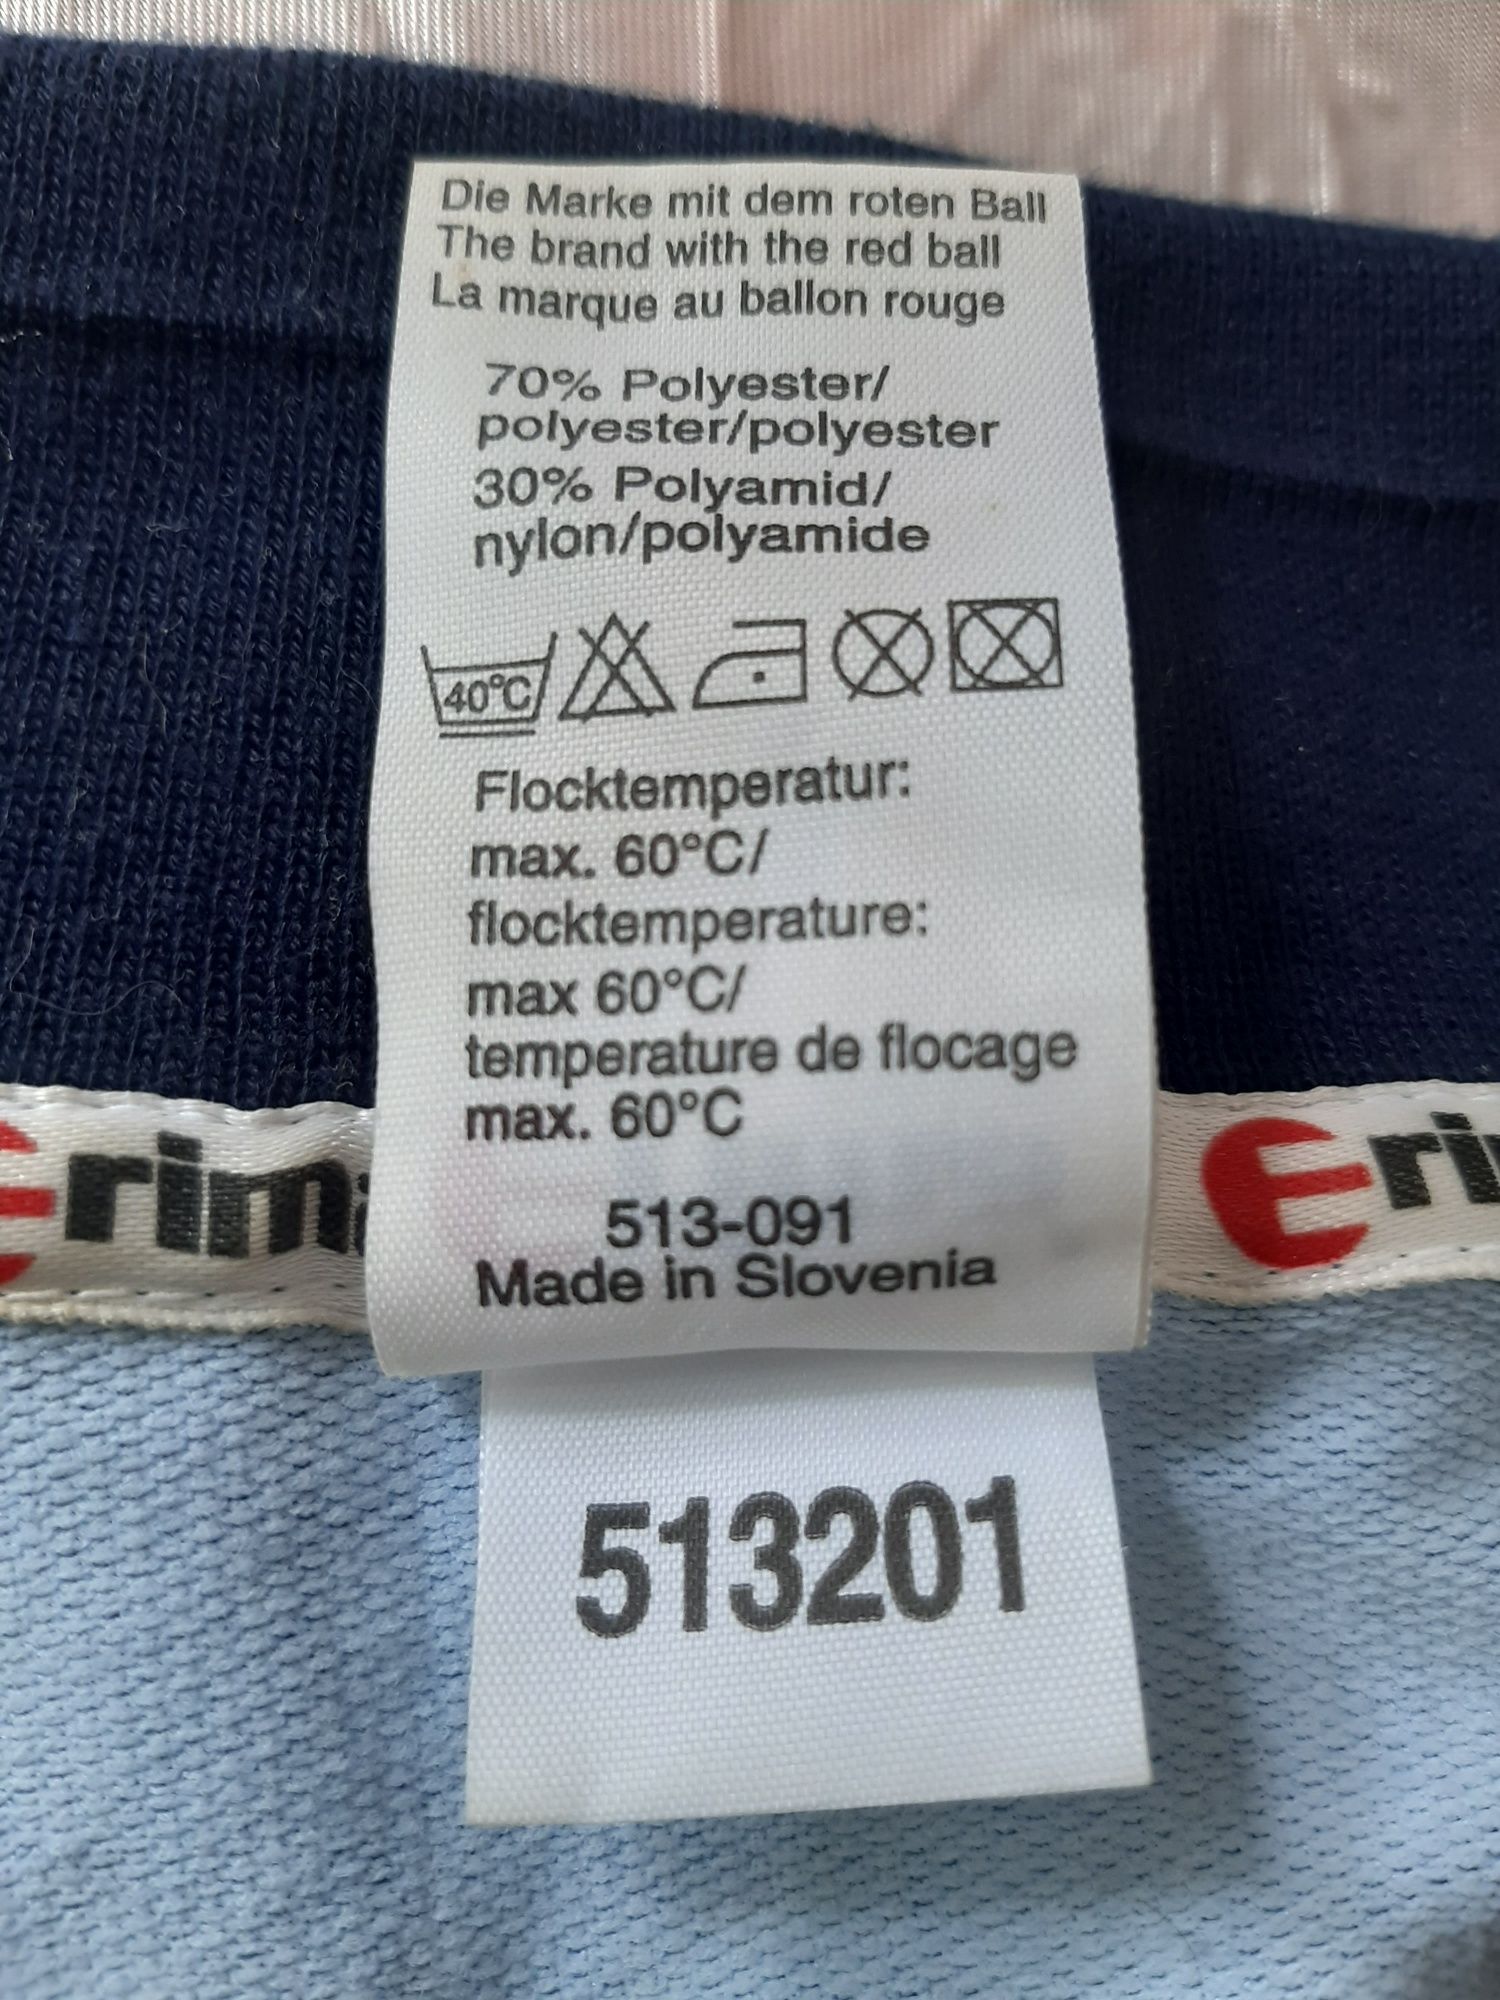 Die Marke mit dem roten Ball
The brand with the red ball
La marque au ballon rouge
70% Polyester/
polyester/polyester
30% Polyamid/
nylon/polyamide
40°C
Flocktemperatur:
max. 60°C/
flocktemperature:
max 60°C/
temperature de flocage
max. 60°C
erima
eri
513-091
Made in Slovenia
513201